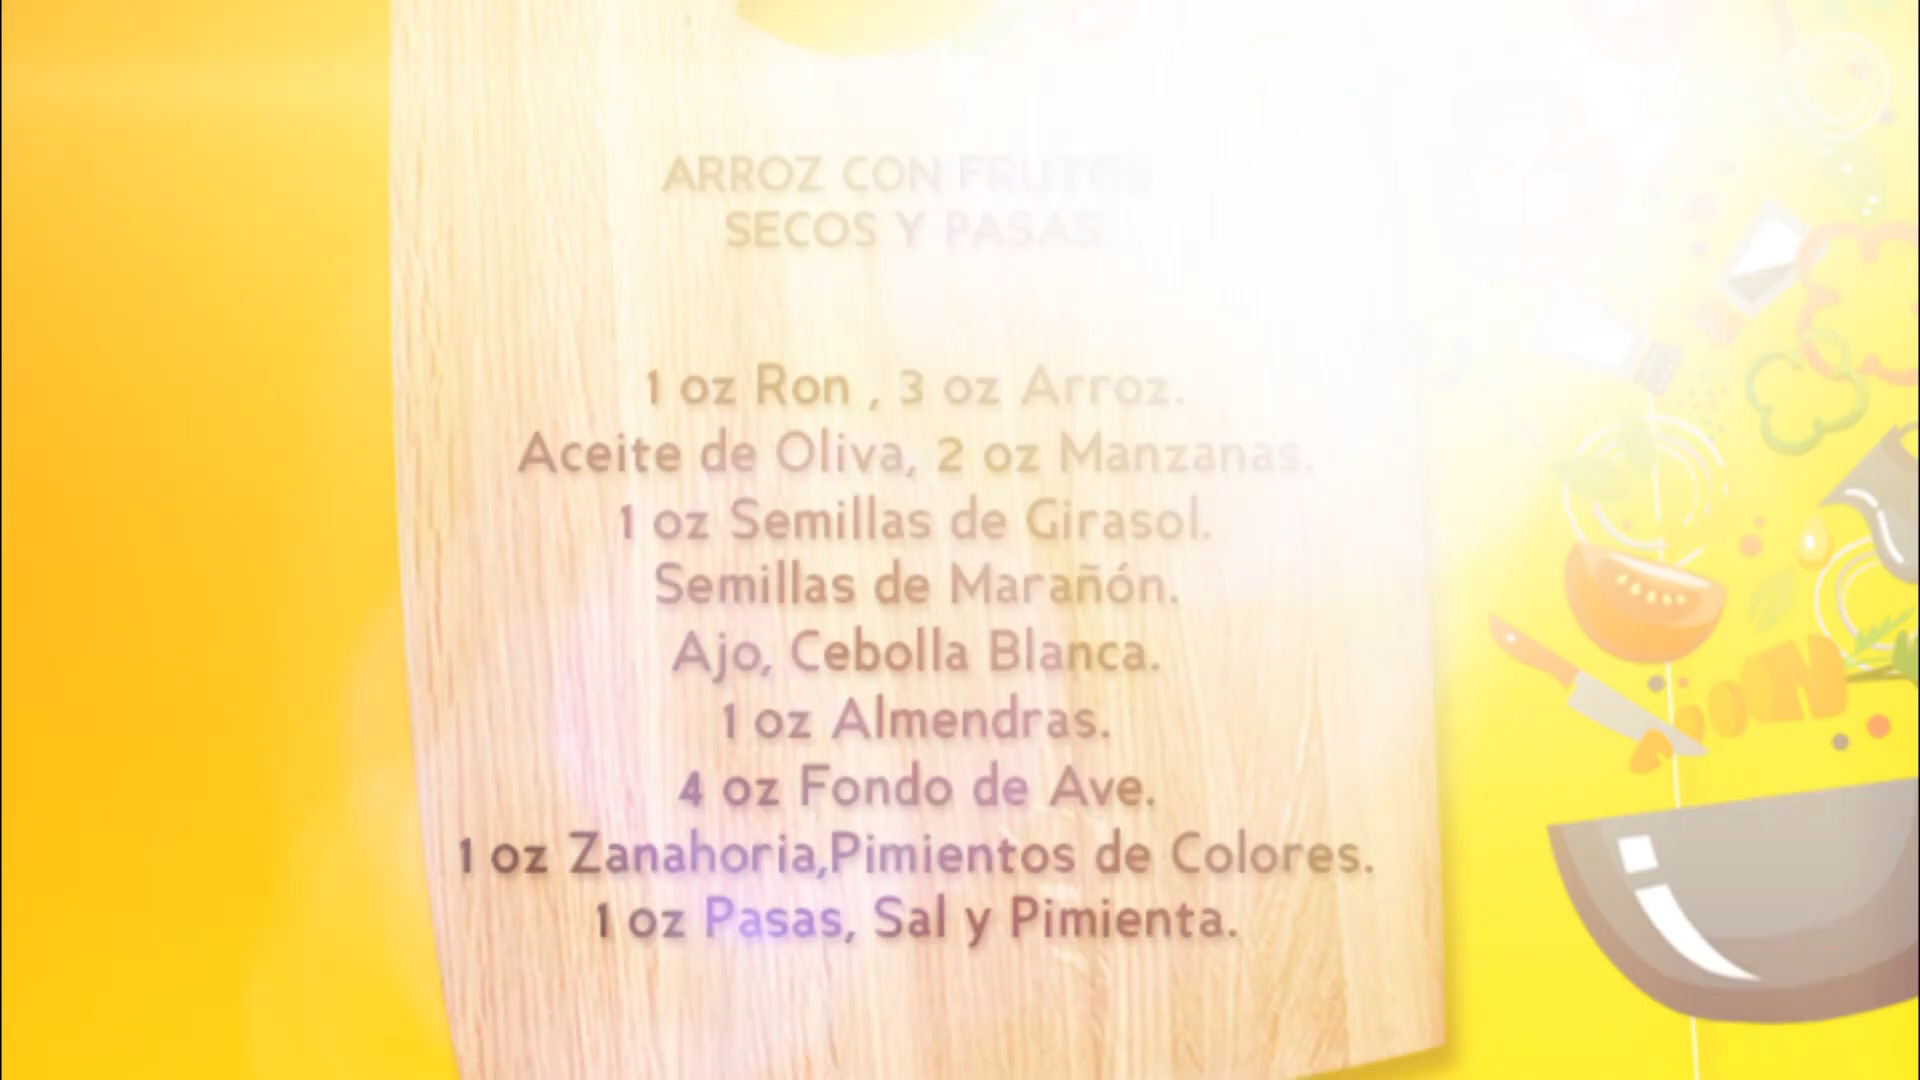 ARROZ CON FRUTOS
SECOS Y PASAS
1 oz Ron , 3 oz Arroz.
Aceite de Oliva, 2 oz Manzanas.
1 oz Semillas de Girasol.
Semillas de Marañón.
Ajo, Cebolla Blanca.
1 oz Almendras.
4 oz Fondo de Ave.
1 oz Zanahoria,Pimientos de Colores.
1 oz Pasas, Sal y Pimienta.